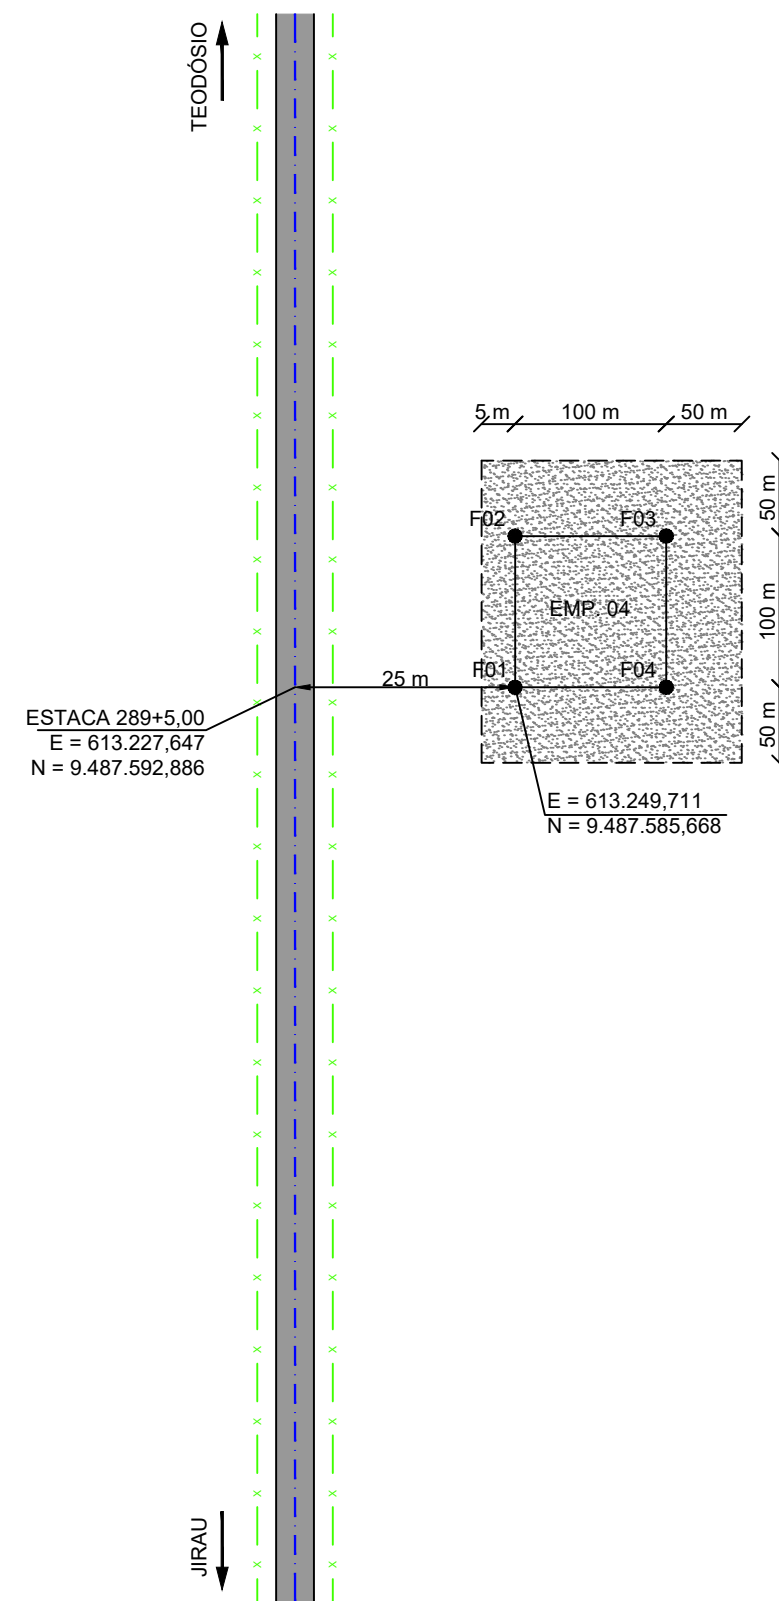 TEODÓSIO
5 m
100 m
50 m
50 m
100 m
50 m
F02
F03
EMP. 04
F01
F04
25 m
ESTACA 289+5,00
E = 613.227,647
N = 9.487.592,886
E = 613.249,711
N = 9.487.585,668
JIRAU